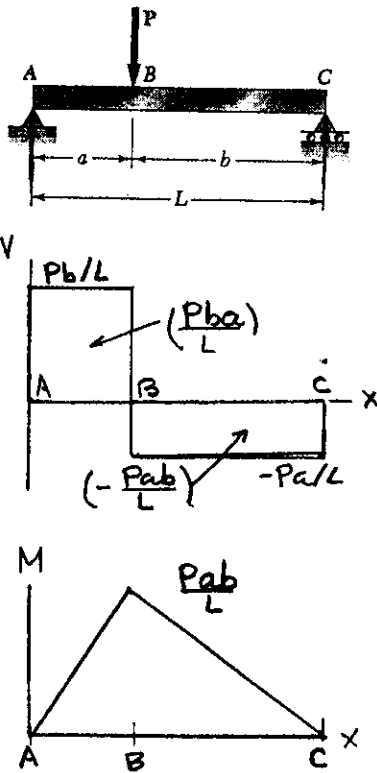 P
A B C
a b
L
V
Pb/L
(Pba/L)
A B C x
(-Pab/L) -Pa/L
M
Pab/L
A B C x